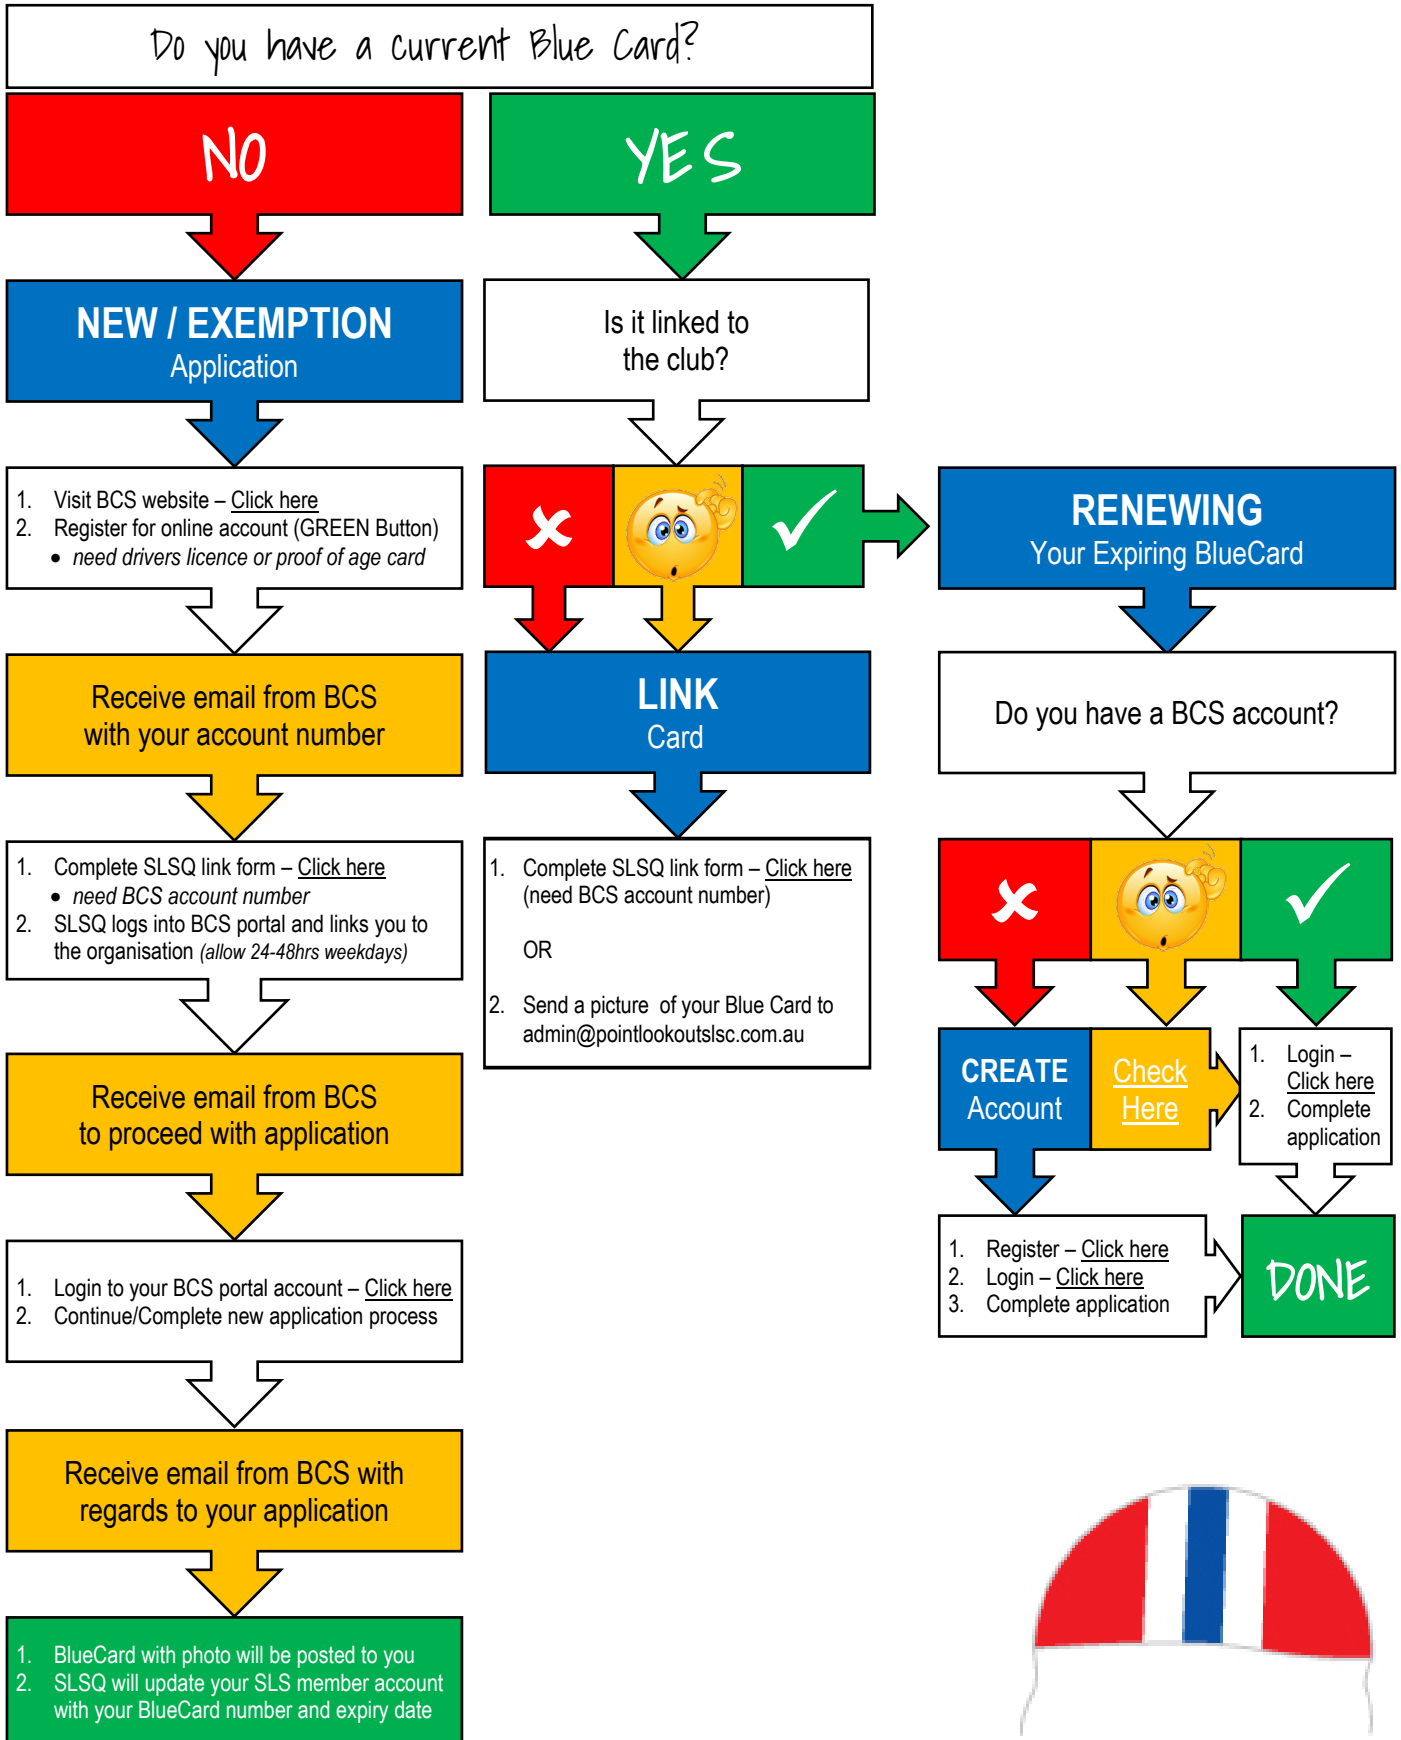 Do you have a current Blue Card?
NO
YES
NEW / EXEMPTION
Application
1. Visit BCS website – Click here
2. Register for online account (GREEN Button)
• need drivers licence or proof of age card
Receive email from BCS
with your account number
1. Complete SLSQ link form – Click here
• need BCS account number
2. SLSQ logs into BCS portal and links you to
the organisation (allow 24-48hrs weekdays)
Receive email from BCS
to proceed with application
1. Login to your BCS portal account – Click here
2. Continue/Complete new application process
Receive email from BCS with
regards to your application
1. BlueCard with photo will be posted to you
2. SLSQ will update your SLS member account
with your BlueCard number and expiry date
Is it linked to
the club?
LINK
Card
1. Complete SLSQ link form – Click here
(need BCS account number)
OR
2. Send a picture of your Blue Card to
admin@pointlookoutslsc.com.au
RENEWING
Your Expiring BlueCard
Do you have a BCS account?
CREATE
Account
Check
Here
1. Login –
Click here
2. Complete
application
1. Register – Click here
2. Login – Click here
3. Complete application
DONE